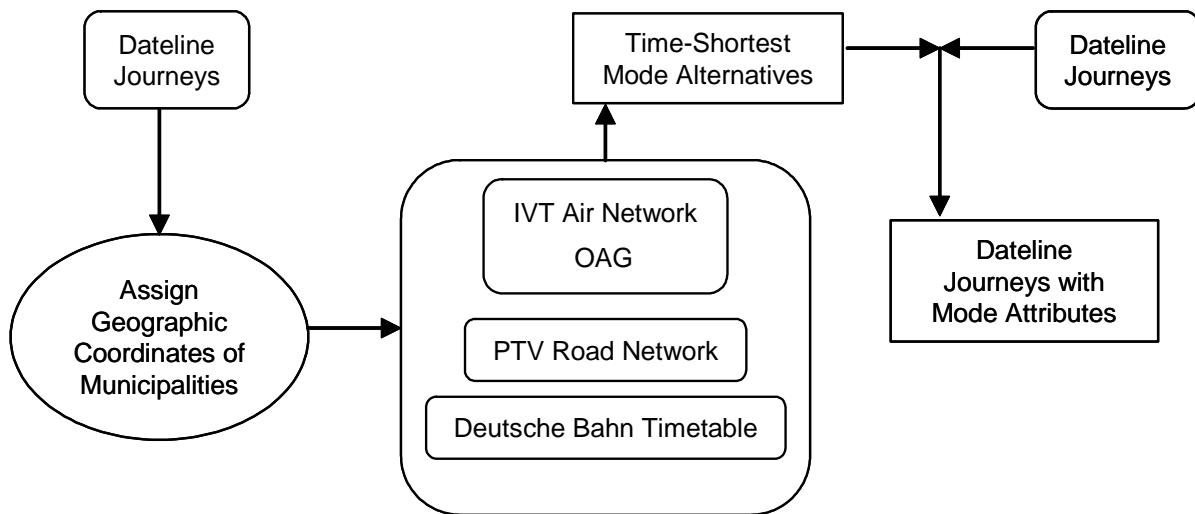 Dateline
Journeys
Assign
Geographic
Coordinates of
Municipalities
IVT Air Network
OAG
PTV Road Network
Deutsche Bahn Timetable
Time-Shortest
Mode Alternatives
Dateline
Journeys
Dateline
Journeys with
Mode Attributes